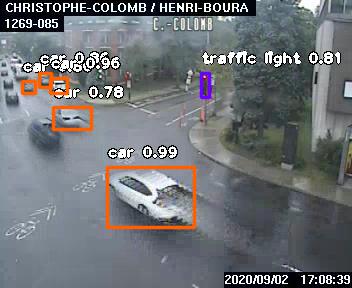 CHRISTOPHE-COLOMB / HENRI-BOURA
1269-085
C.-COLOMB
car 0.96
traffic light 0.81
car 0.78
car 0.99
2020/09/02 17:08:39